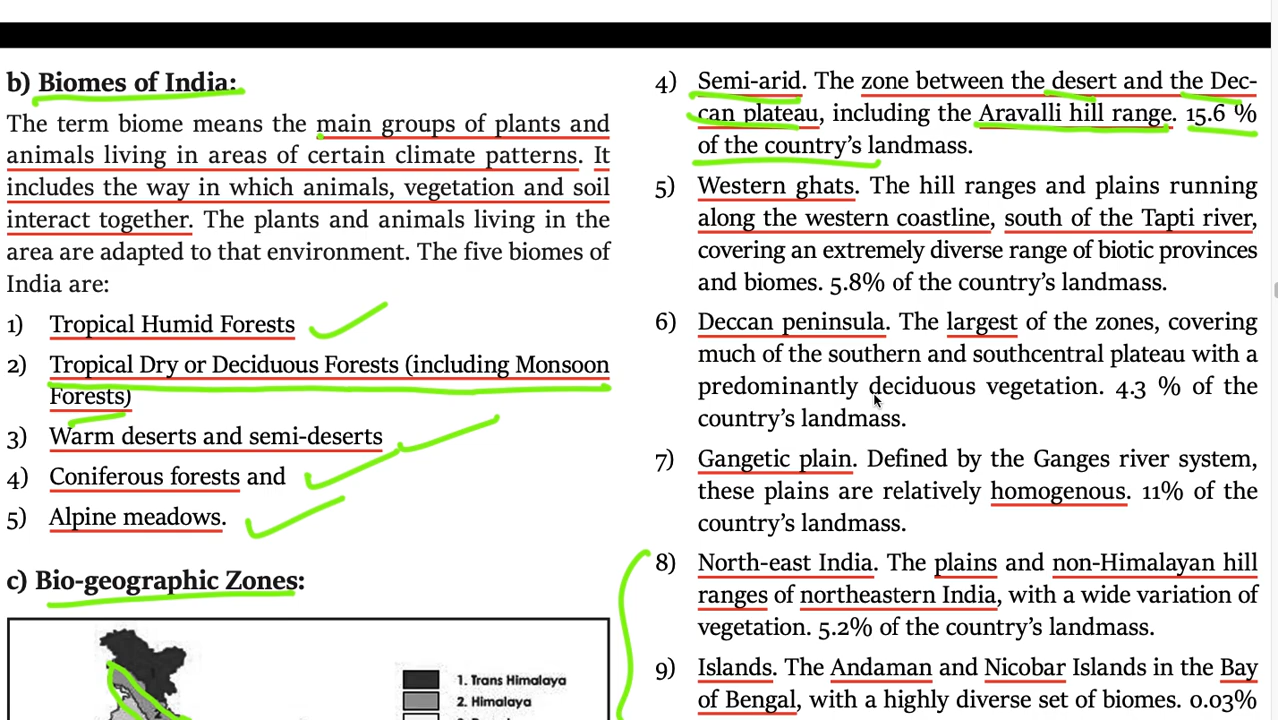 b) Biomes of India:
The term biome means the main groups of plants and
animals living in areas of certain climate patterns. It
includes the way in which animals, vegetation and soil
interact together. The plants and animals living in the
area are adapted to that environment. The five biomes of
India are:
1) Tropical Humid Forests
2) Tropical Dry or Deciduous Forests (including Monsoon
Forests)
3) Warm deserts and semi-deserts
4) Coniferous forests and
5) Alpine meadows.
c) Bio-geographic Zones:
1. Trans Himalaya
2. Himalaya
4) Semi-arid. The zone between the desert and the Dec-
can plateau, including the Aravalli hill range. 15.6 %
of the country's landmass.
5) Western ghats. The hill ranges and plains running
along the western coastline, south of the Tapti river,
covering an extremely diverse range of biotic provinces
and biomes. 5.8% of the country's landmass.
6) Deccan peninsula. The largest of the zones, covering
much of the southern and southcentral plateau with a
predominantly deciduous vegetation. 4.3 % of the
country's landmass.
7) Gangetic plain. Defined by the Ganges river system,
these plains are relatively homogenous. 11% of the
country's landmass.
8) North-east India. The plains and non-Himalayan hill
ranges of northeastern India, with a wide variation of
vegetation. 5.2% of the country's landmass.
9) Islands. The Andaman and Nicobar Islands in the Bay
of Bengal, with a highly diverse set of biomes. 0.03%